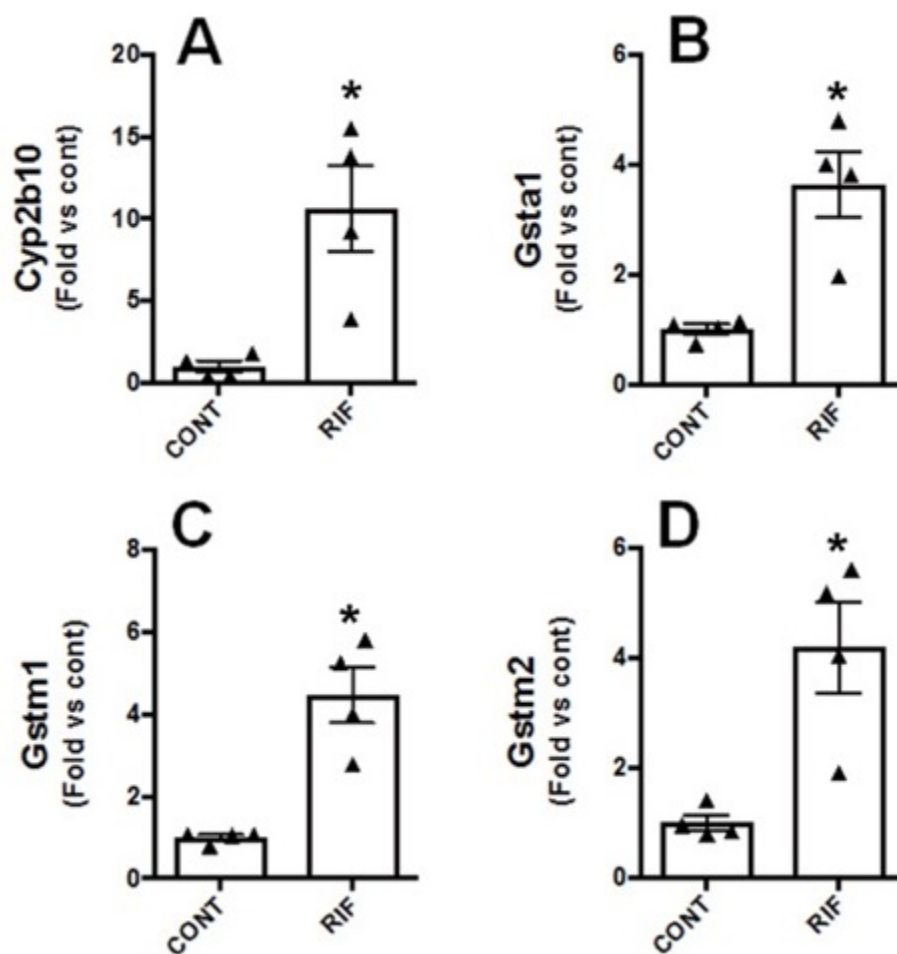 A
20
15
10
5
0
Cyp2b10
(Fold vs cont)
*
CONT
RIF
B
6
4
2
0
Gsta1
(Fold vs cont)
*
CONT
RIF
C
8
6
4
2
0
Gstm1
(Fold vs cont)
*
CONT
RIF
D
6
4
2
0
Gstm2
(Fold vs cont)
*
CONT
RIF